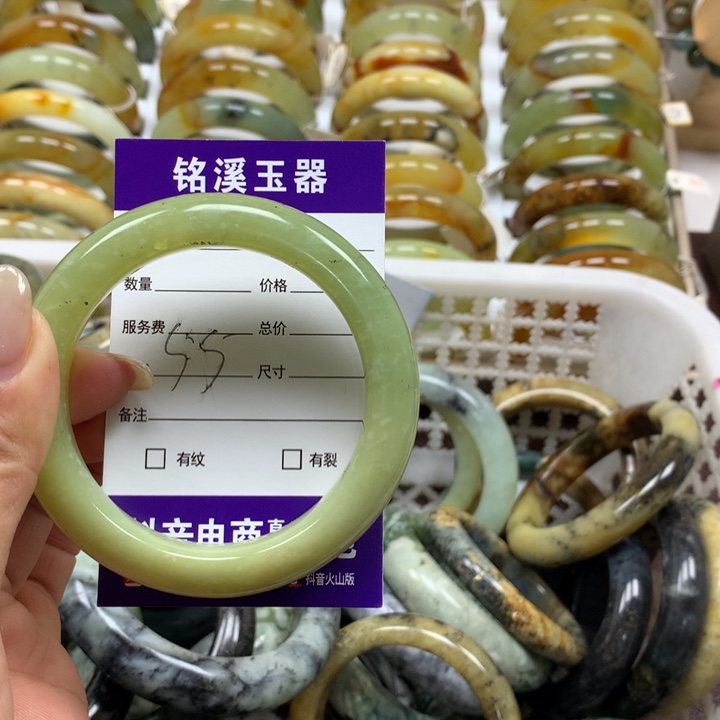 铭溪玉器
数量 价格
服务费 总价
55 尺寸
备注
有纹 有裂
抖音电商
抖音火山版